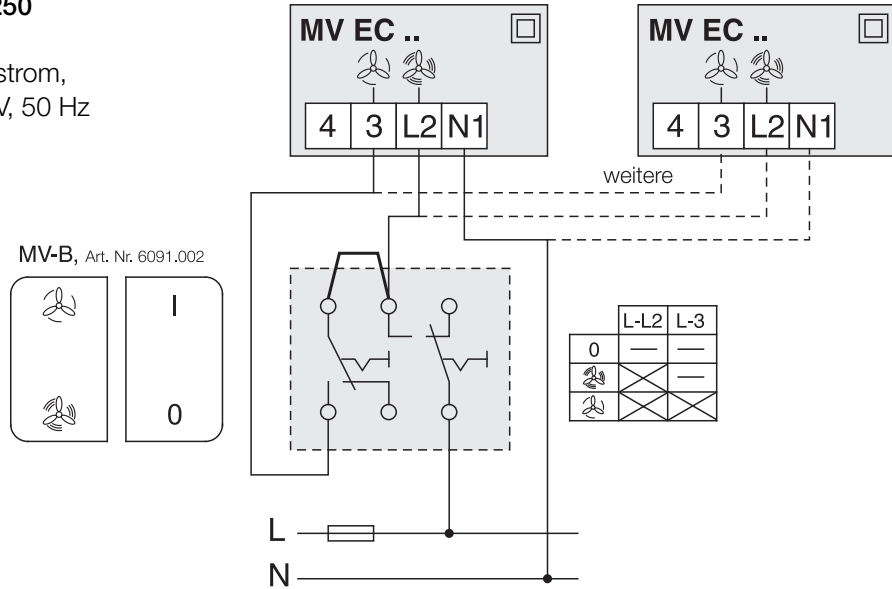 250
strom,
V, 50 Hz
MV EC ..
4 3 L2 N1
MV EC ..
4 3 L2 N1
weitere
MV-B, Art. Nr. 6091.002
I
0
L-L2 L-3
0
L
N